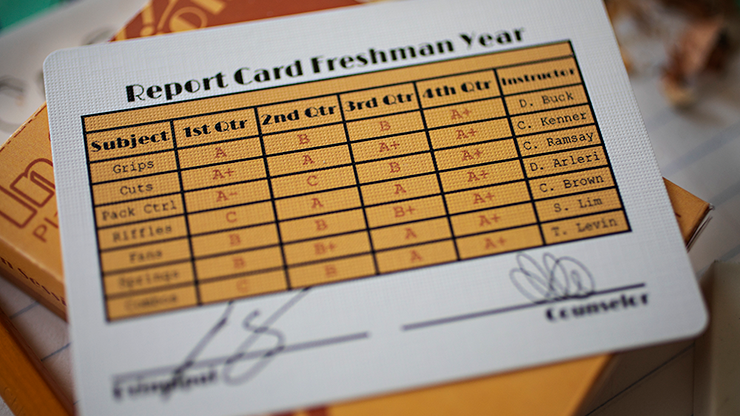 Report Card Freshman Year
Subject 1st Qtr 2nd Qtr 3rd Qtr 4th Qtr Instructor
Grips A B B A+ D. Buck
Cuts A+ A A+ A+ C. Kenner
Pack Ctrl A- C B A+ C. Ramsay
Riffles C A A A+ D. Arleri
Fans B B B+ A+ C. Brown
Springs B B+ B A+ S. Lim
Combos C B A A+ T. Levin
Principal
Counselor